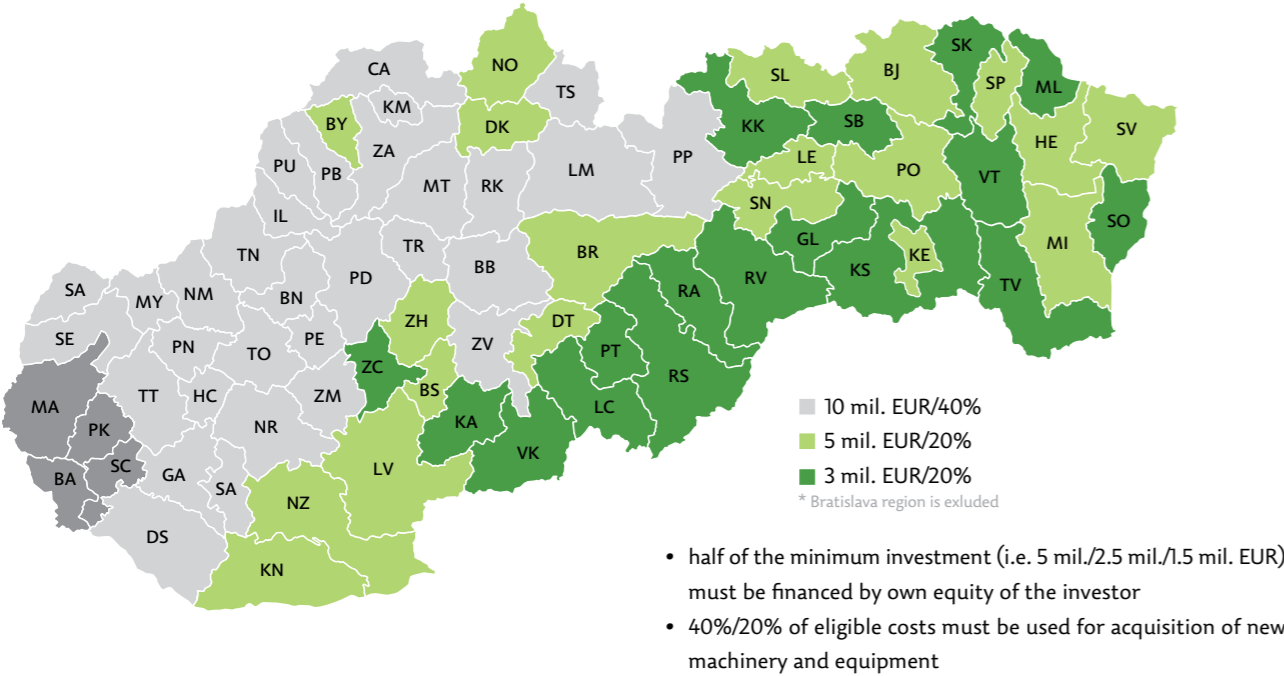 CA
NO
TS
KM
BY
DK
ZA
PU
PB
MT
RK
LM
PP
IL
TN
TR
BB
BR
PD
SA
MY
NM
BN
SE
PN
TO
PE
ZH
ZC
ZV
DT
MA
TT
HC
ZM
BS
PK
NR
KA
BA
SC
GA
SA
LV
VK
DS
NZ
KN
SK
SL
BJ
SP
ML
KK
SB
HE
SV
LE
PO
VT
SN
GL
SO
MI
KE
KS
RV
RA
TV
PT
RS
LC
10 mil. EUR/40%
5 mil. EUR/20%
3 mil. EUR/20%
* Bratislava region is exluded
• half of the minimum investment (i.e. 5 mil./2.5 mil./1.5 mil. EUR)
must be financed by own equity of the investor
• 40%/20% of eligible costs must be used for acquisition of new
machinery and equipment